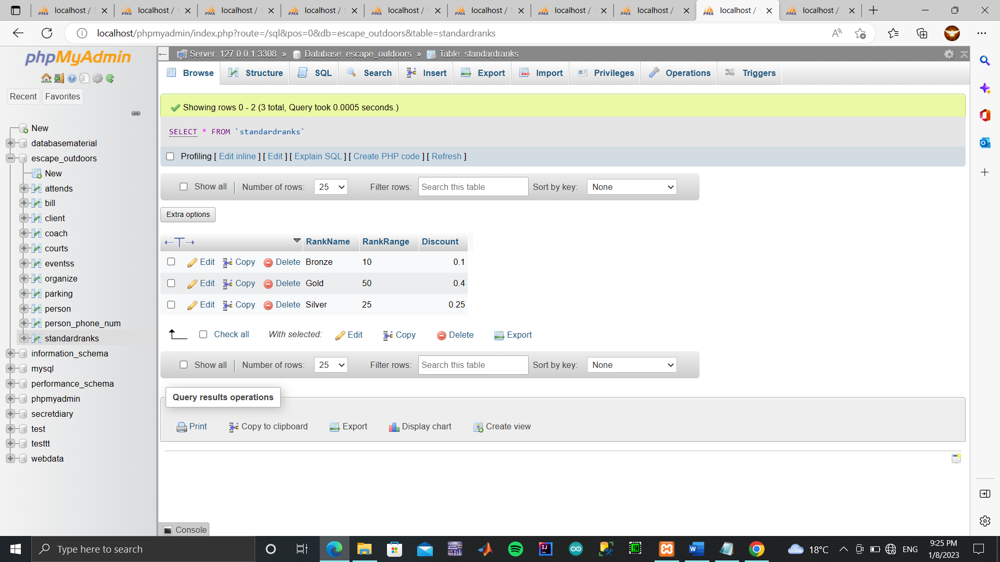 localhost / 1
localhost / 1
localhost / 1
localhost / 1
localhost / 1
localhost / 1
localhost / 1
localhost /
localhost / 1
localhost /
localhost/phpmyadmin/index.php?route=/sql&pos=0&db=escape_outdoors&table=standardranks
phpMyAdmin
Recent Favorites
New
databasematerial
escape_outdoors
New
attends
bill
client
coach
courts
eventss
organize
parking
person
person_phone_num
standardranks
information_schema
mysql
performance_schema
phpmyadmin
secretdiary
test
testtt
webdata
Server: 127.0.0.1:3308 » Database: escape_outdoors » Table: standardranks
Browse Structure SQL Search Insert Export Import Privileges Operations Triggers
Showing rows 0 - 2 (3 total, Query took 0.0005 seconds.)
SELECT * FROM `standardranks`
Profiling [ Edit inline ] [ Edit ] [ Explain SQL ] [ Create PHP code ] [ Refresh ]
Show all Number of rows: 25 Filter rows: Search this table Sort by key: None
Extra options
RankName RankRange Discount
Edit Copy Delete Bronze 10 0.1
Edit Copy Delete Gold 50 0.4
Edit Copy Delete Silver 25 0.25
Check all With selected: Edit Copy Delete Export
Show all Number of rows: 25 Filter rows: Search this table Sort by key: None
Query results operations
Print Copy to clipboard Export Display chart Create view
Console
Type here to search
18°C ENG
9:25 PM
1/8/2023